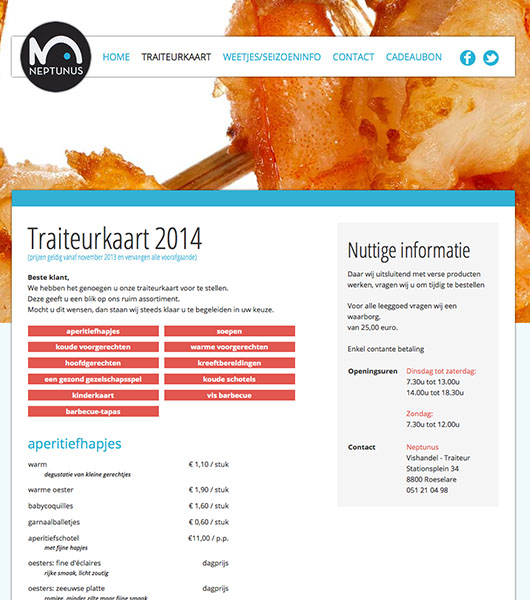 NEPTUNUS
HOME TRAITEURKAART WEETJES/SEIZOENINFO CONTACT CADEAUBON
Traiteurkaart 2014
(prijzen geldig vanaf november 2013 en vervangen alle voorafgaande)
Beste klant,
We hebben het genoegen u onze traiteurkaart voor te stellen.
Deze geeft u een blik op ons ruim assortiment.
Mocht u dit wensen, dan staan wij steeds klaar u te begeleiden in uw keuze.
aperitiefhapjes soepen
koude voorgerechten warme voorgerechten
hoofdgerechten kreeftbereidingen
een gezond gezelschapsspel koude schotels
kinderkaart vis barbecue
barbecue-tapas
aperitiefhapjes
warm € 1,10 / stuk
degustatie van kleine gerechtjes
warme oester € 1,90 / stuk
babycoquilles € 1,60 / stuk
garnaalballetjes € 0,60 / stuk
aperitiefschotel €11,00 / p.p.
met fijne hapjes
oesters: fine d'éclaires dagprijs
rijke smaak, licht zoutig
oesters: zeeuwse platte dagprijs
romige, minder zilte maar fijne smaak
Nuttige informatie
Daar wij uitsluitend met verse producten
werken, vragen wij u om tijdig te bestellen
Voor alle leeggoed vragen wij een
waarborg.
van 25,00 euro.
Enkel contante betaling
Openingsuren Dinsdag tot zaterdag:
7.30u tot 13.00u
14.00u tot 18.30u
Zondag:
7.30u tot 12.00u
Contact Neptunus
Vishandel - Traiteur
Stationsplein 34
8800 Roeselare
051 21 04 98